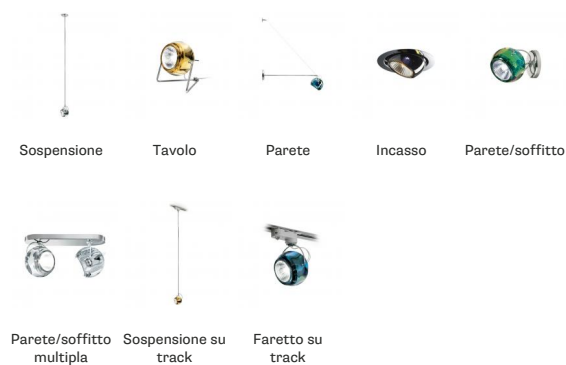 Sospensione
Tavolo
Parete
Incasso
Parete/soffitto
Parete/soffitto
multipla
Sospensione su
track
Faretto su
track